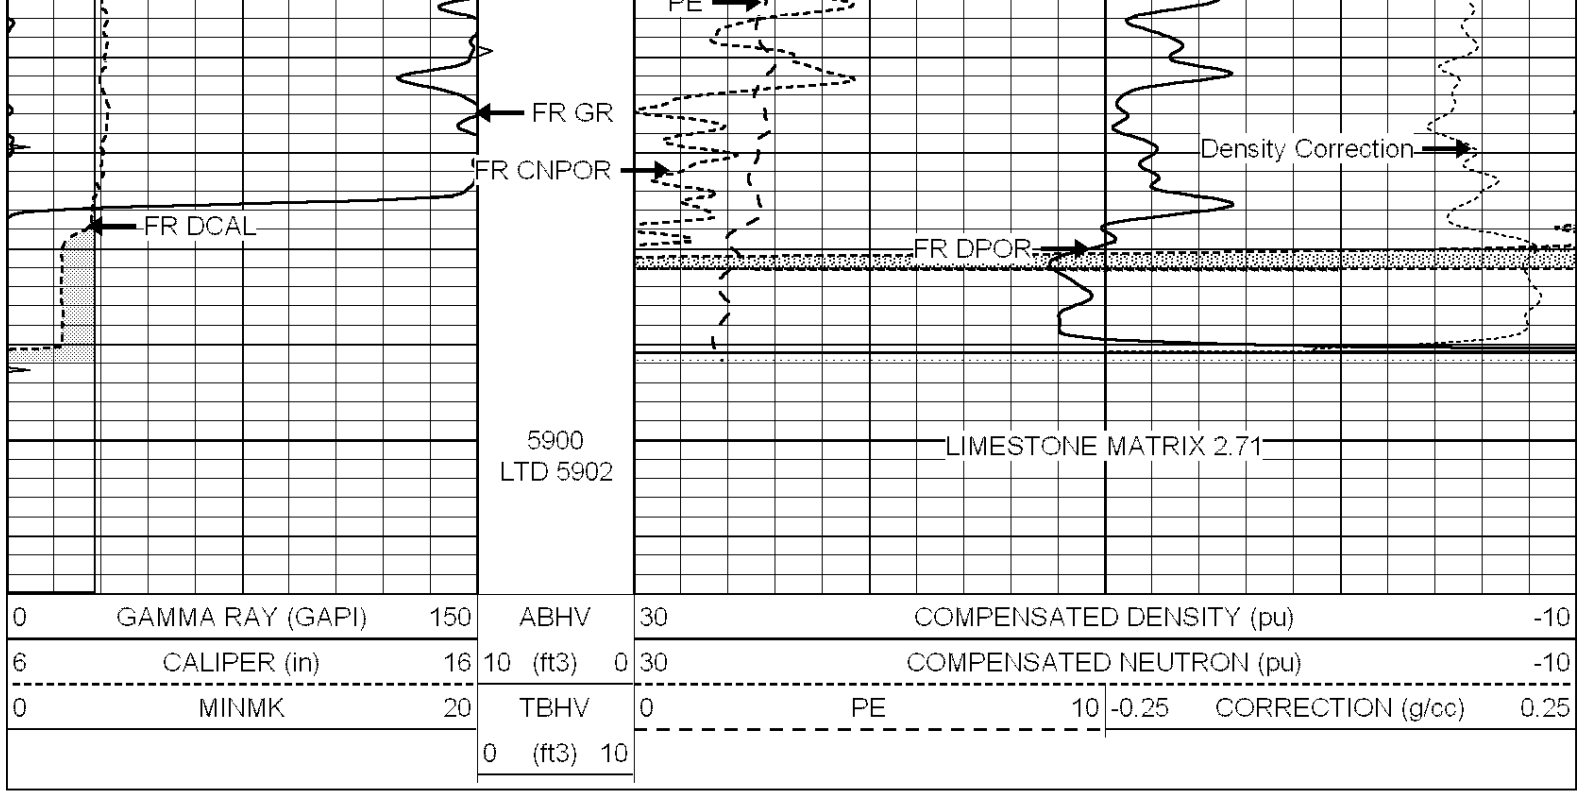 PE
FR GR
Density Correction
FR CNPOR
FR DCAL
FR DPOR
5900
LIMESTONE MATRIX 2.71
LTD 5902
0 GAMMA RAY (GAPI) 150 ABHV 30 COMPENSATED DENSITY (pu) -10
6 CALIPER (in) 16 10 (ft3) 0 30 COMPENSATED NEUTRON (pu) -10
0 MINMK 20 TBHV 0 PE 10 -0.25 CORRECTION (g/cc) 0.25
0 (ft3) 10